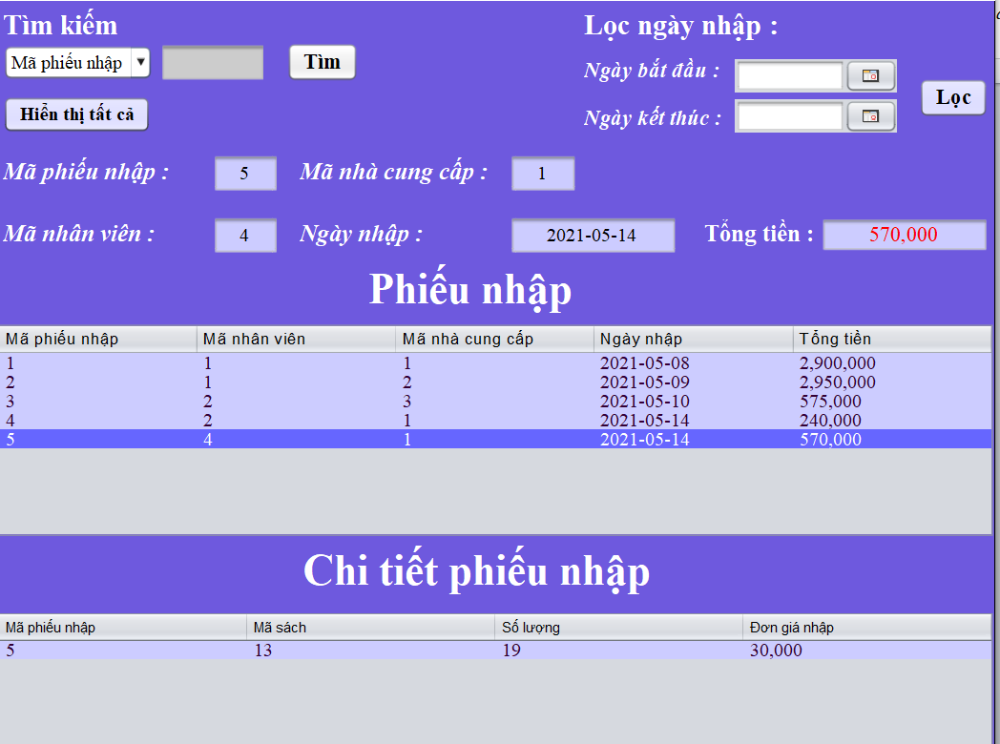 Tìm kiếm
Lọc ngày nhập :
Mã phiếu nhập
Tìm
Ngày bắt đầu :
Lọc
Hiển thị tất cả
Ngày kết thúc :
Mã phiếu nhập : 5 Mã nhà cung cấp : 1
Mã nhân viên : 4 Ngày nhập : 2021-05-14 Tổng tiền : 570,000
Phiếu nhập
Mã phiếu nhập Mã nhân viên Mã nhà cung cấp Ngày nhập Tổng tiền
1 1 1 2021-05-08 2,900,000
2 1 2 2021-05-09 2,950,000
3 2 3 2021-05-10 575,000
4 2 1 2021-05-14 240,000
5 4 1 2021-05-14 570,000
Chi tiết phiếu nhập
Mã phiếu nhập Mã sách Số lượng Đơn giá nhập
5 13 19 30,000